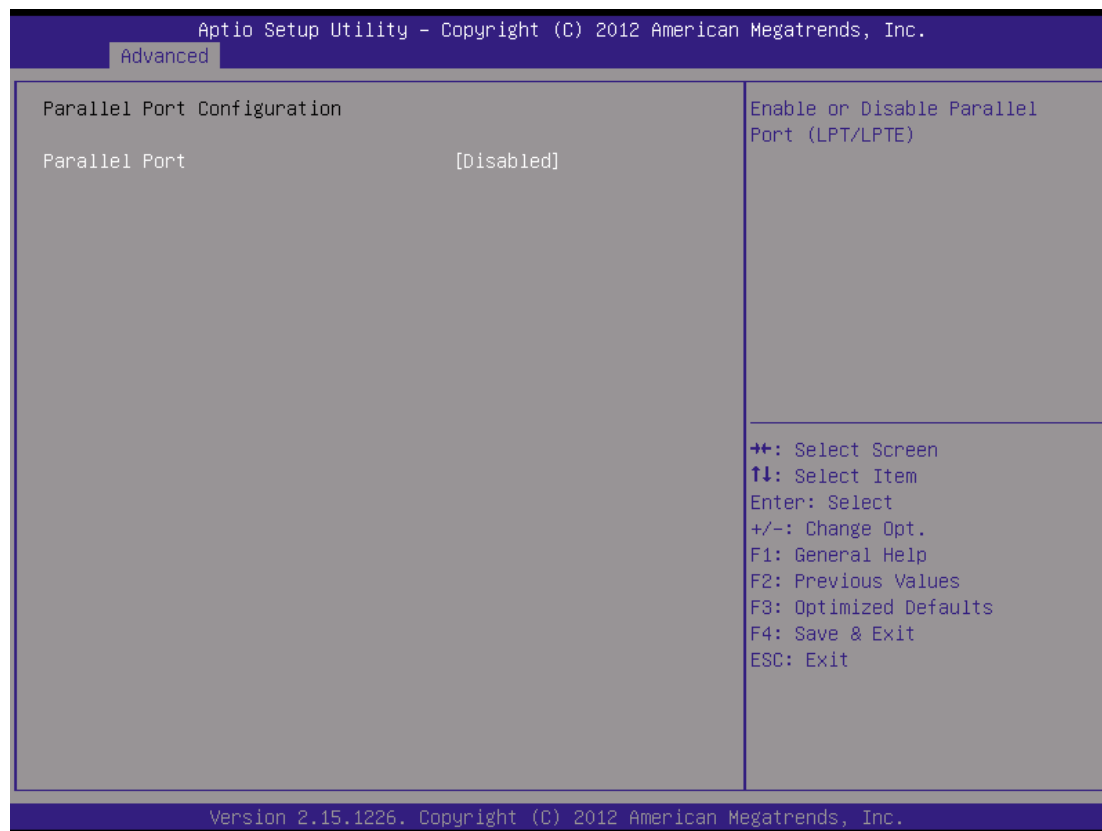 Aptio Setup Utility – Copyright (C) 2012 American Megatrends, Inc.
Advanced
Parallel Port Configuration
Parallel Port [Disabled]
Enable or Disable Parallel
Port (LPT/LPTE)
→←: Select Screen
↑↓: Select Item
Enter: Select
+/-: Change Opt.
F1: General Help
F2: Previous Values
F3: Optimized Defaults
F4: Save & Exit
ESC: Exit
Version 2.15.1226. Copyright (C) 2012 American Megatrends, Inc.